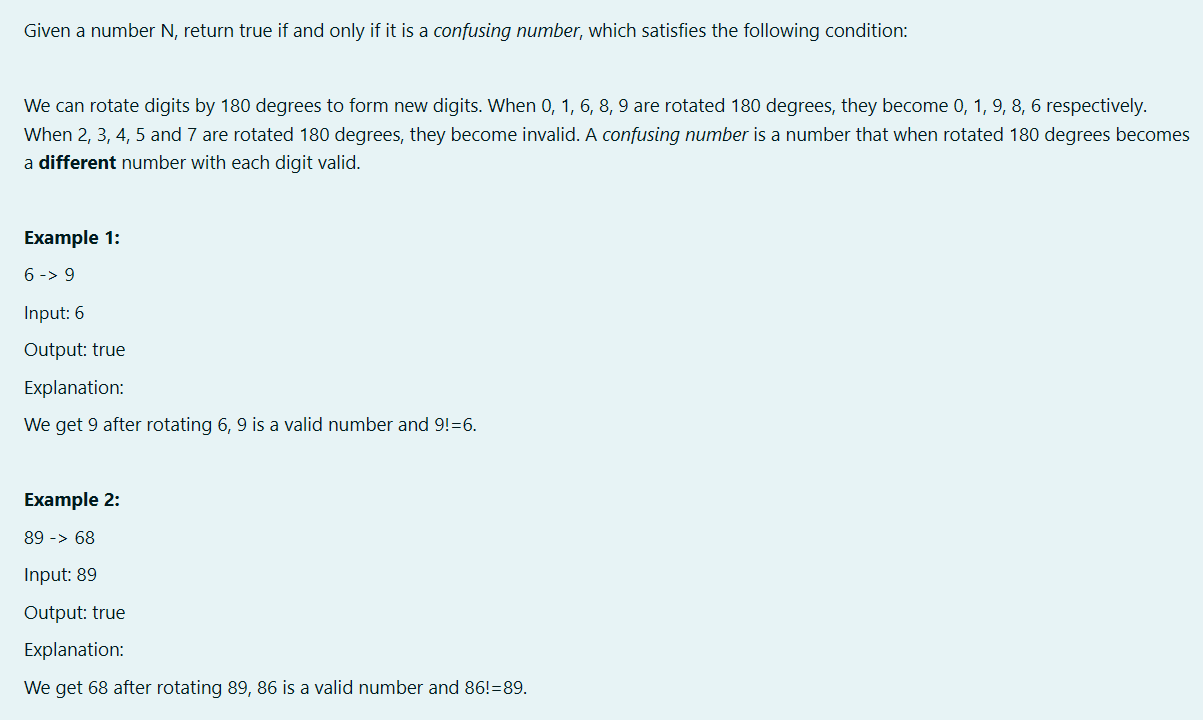 Given a number N, return true if and only if it is a confusing number, which satisfies the following condition:
We can rotate digits by 180 degrees to form new digits. When 0, 1, 6, 8, 9 are rotated 180 degrees, they become 0, 1, 9, 8, 6 respectively.
When 2, 3, 4, 5 and 7 are rotated 180 degrees, they become invalid. A confusing number is a number that when rotated 180 degrees becomes
a different number with each digit valid.
Example 1:
6 -> 9
Input: 6
Output: true
Explanation:
We get 9 after rotating 6, 9 is a valid number and 9!=6.
Example 2:
89 -> 68
Input: 89
Output: true
Explanation:
We get 68 after rotating 89, 86 is a valid number and 86!=89.